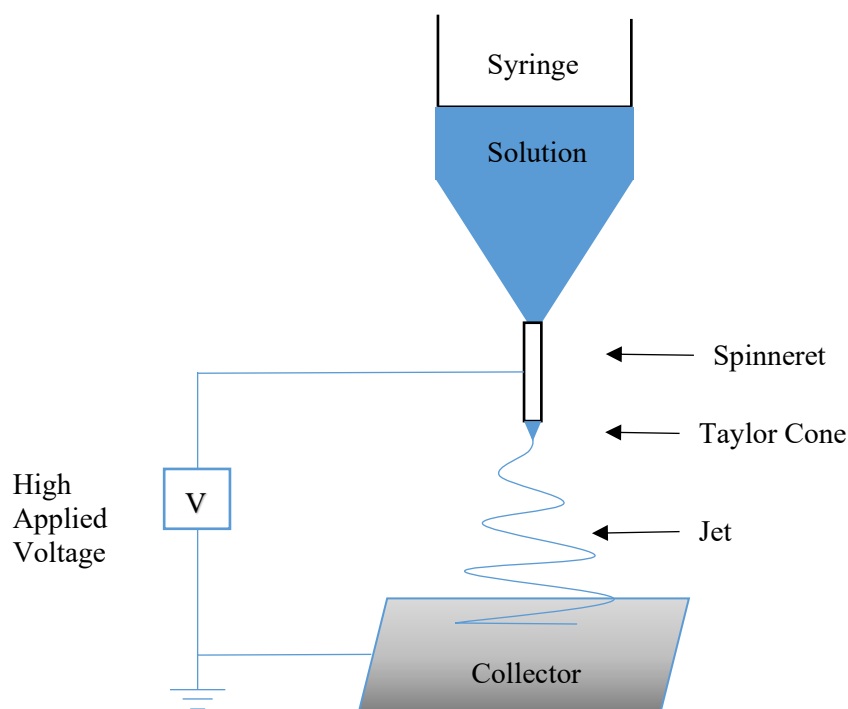 Syringe
Solution
Spinneret
Taylor Cone
High
Applied
Voltage
V
Jet
Collector